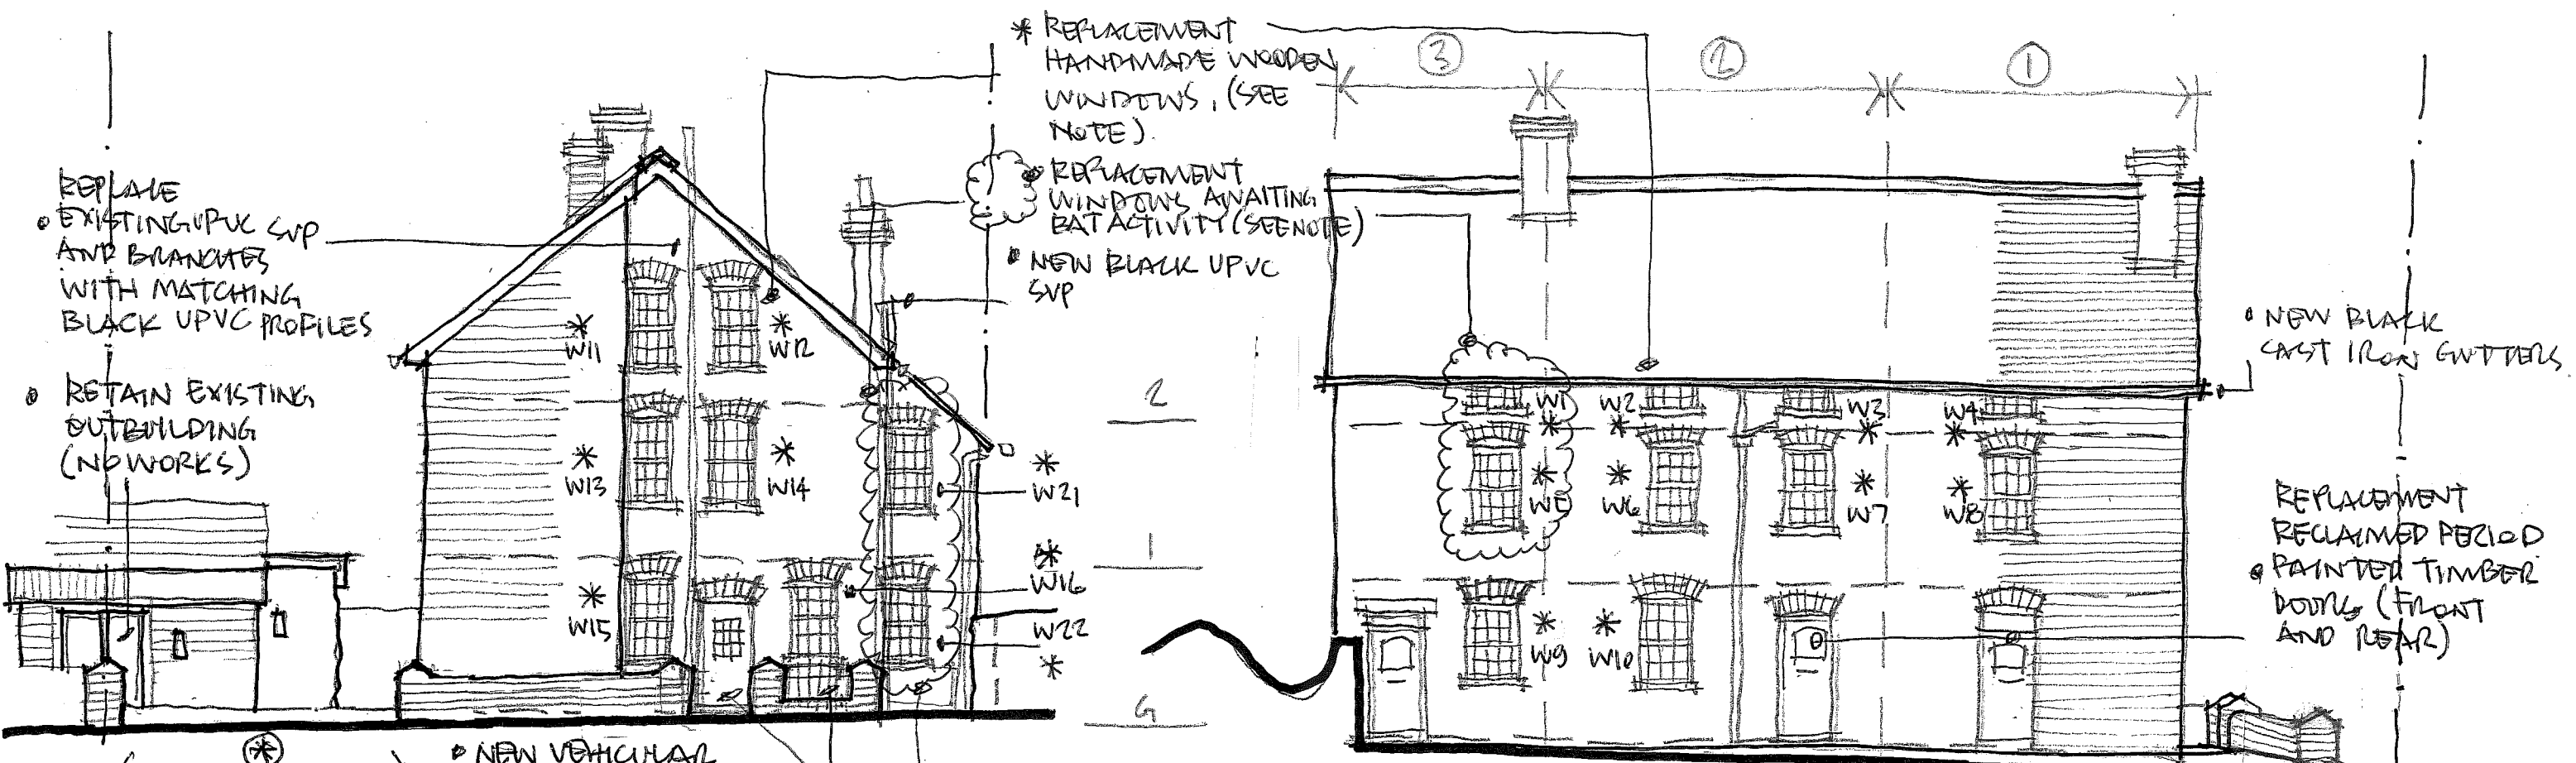 * REPLACEMENT
HANDMADE WOODEN
WINDOWS. (SEE
NOTE).
REPLACEMENT
WINDOWS AWAITING
BAT ACTIVITY (SEE NOTE)
NEW BLACK UPVC
SVP
REPLACE
EXISTING UPVC SVP
AND BRANCHES
WITH MATCHING
BLACK UPVC PROFILES
RETAIN EXISTING
OUTBUILDING
(NO WORKS)
* W11
* W12
* W13
* W14
* W15
* W21
* W16
W22 *
* NEW VEHICULAR
2
1
G
3
2
1
W1 *
W2 *
W3 *
W4 *
* W5
* W6
* W7
* W8
* W9
* W10
NEW BLACK
CAST IRON GUTTERS
REPLACEMENT
RECLAIMED PERIOD
PAINTED TIMBER
DOORS (FRONT
AND REAR)